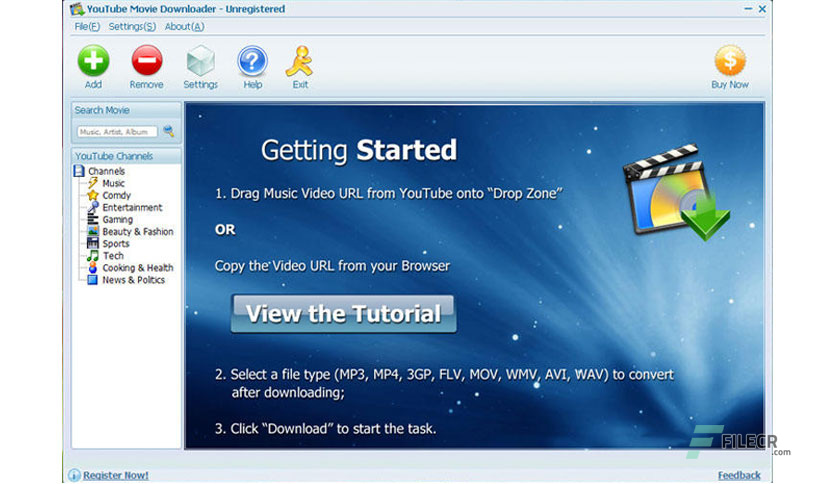 YouTube Movie Downloader - Unregistered
File(F) Settings(S) About(A)
Add Remove Settings Help Exit Buy Now
Search Movie
Music, Artist, Album
YouTube Channels
Channels
Music
Comdy
Entertainment
Gaming
Beauty & Fashion
Sports
Tech
Cooking & Health
News & Politics
Getting Started
1. Drag Music Video URL from YouTube onto “Drop Zone”
OR
Copy the Video URL from your Browser
View the Tutorial
2. Select a file type (MP3, MP4, 3GP, FLV, MOV, WMV, AVI, WAV) to convert
after downloading;
3. Click “Download” to start the task.
FILECR
.com
Register Now!
Feedback